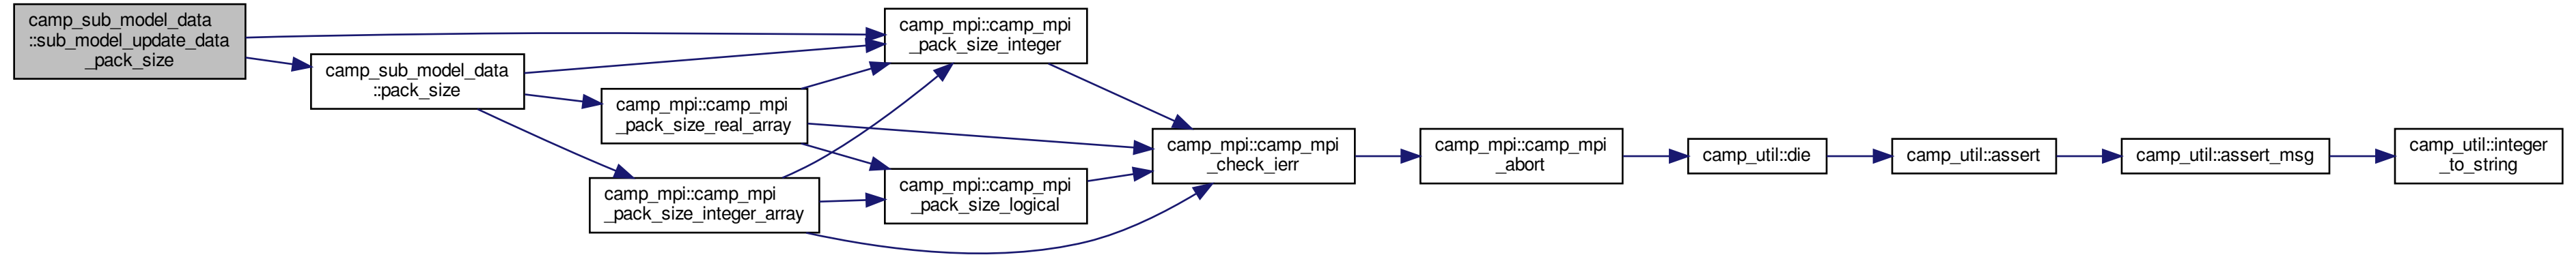 camp_sub_model_data
::sub_model_update_data
_pack_size
camp_sub_model_data
::pack_size
camp_mpi::camp_mpi
_pack_size_real_array
camp_mpi::camp_mpi
_pack_size_integer_array
camp_mpi::camp_mpi
_pack_size_integer
camp_mpi::camp_mpi
_pack_size_logical
camp_mpi::camp_mpi
_check_ierr
camp_mpi::camp_mpi
_abort
camp_util::die
camp_util::assert
camp_util::assert_msg
camp_util::integer
_to_string